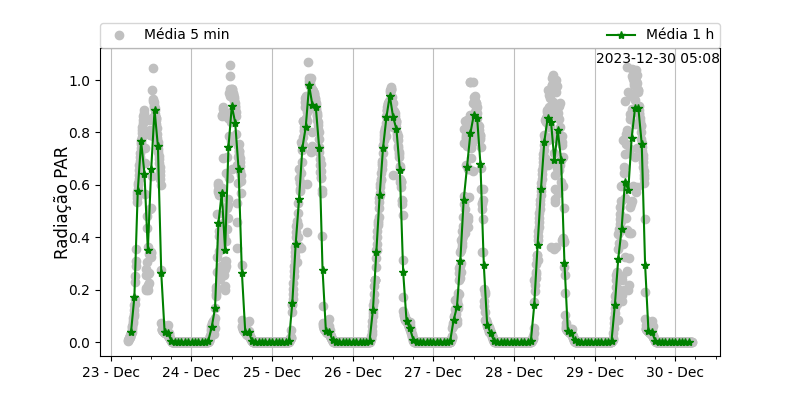 Média 5 min
Média 1 h
2023-12-30 05:08
Radiação PAR
1.0
0.8
0.6
0.4
0.2
0.0
23 - Dec
24 - Dec
25 - Dec
26 - Dec
27 - Dec
28 - Dec
29 - Dec
30 - Dec